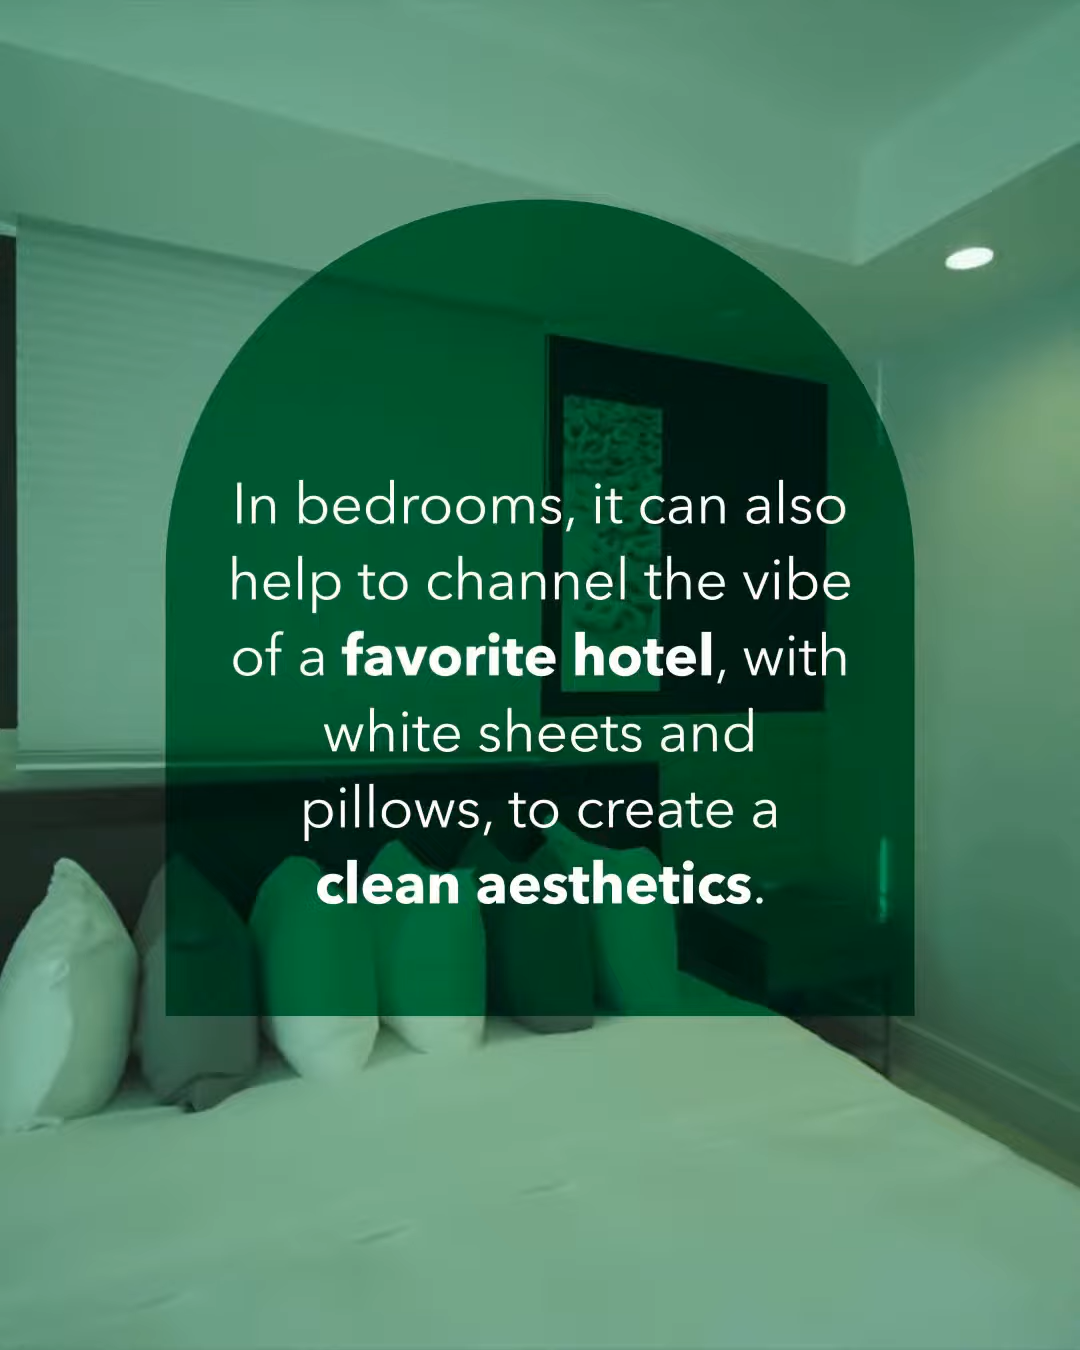 In bedrooms, it can also
help to channel the vibe
of a favorite hotel, with
white sheets and
pillows, to create a
clean aesthetics.